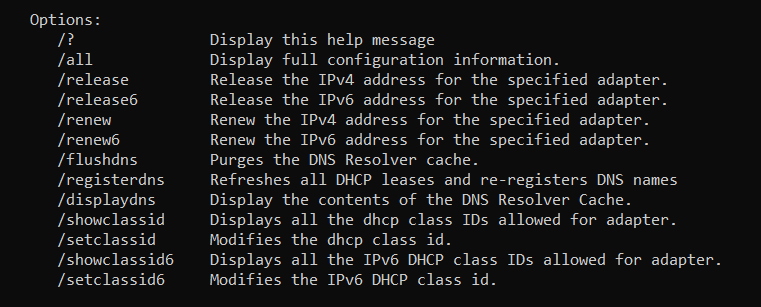 Options:
/? Display this help message
/all Display full configuration information.
/release Release the IPv4 address for the specified adapter.
/release6 Release the IPv6 address for the specified adapter.
/renew Renew the IPv4 address for the specified adapter.
/renew6 Renew the IPv6 address for the specified adapter.
/flushdns Purges the DNS Resolver cache.
/registerdns Refreshes all DHCP leases and re-registers DNS names
/displaydns Display the contents of the DNS Resolver Cache.
/showclassid Displays all the dhcp class IDs allowed for adapter.
/setclassid Modifies the dhcp class id.
/showclassid6 Displays all the IPv6 DHCP class IDs allowed for adapter.
/setclassid6 Modifies the IPv6 DHCP class id.